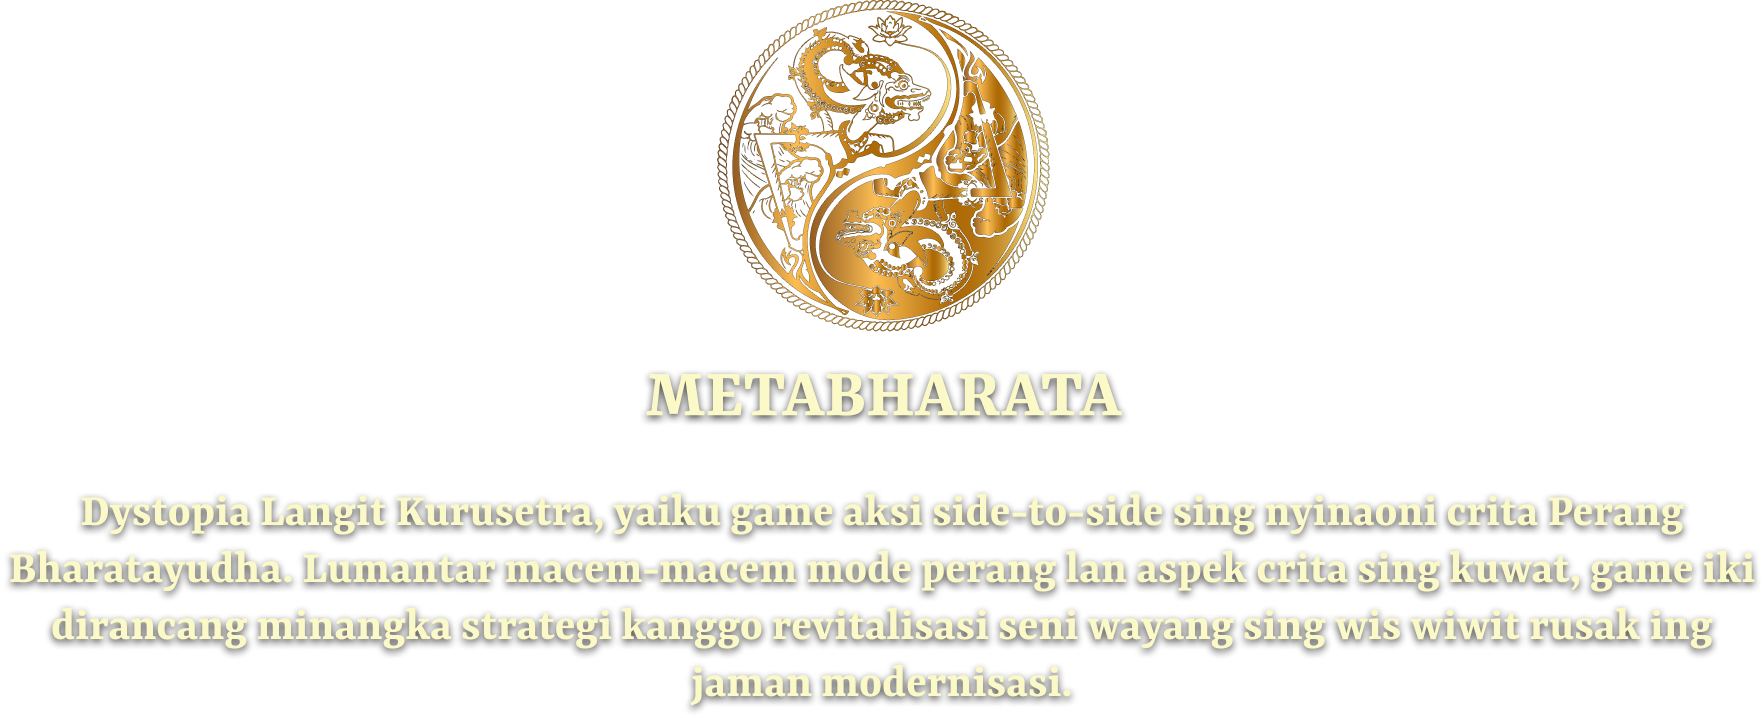 METABHARATA
Dystopia Langit Kurusetra, yaiku game aksi side-to-side sing nyinaoni crita Perang
Bharatayudha. Lumantar macem-macem mode perang lan aspek crita sing kuwat, game iki
dirancang minangka strategi kanggo revitalisasi seni wayang sing wis wiwit rusak ing
jaman modernisasi.